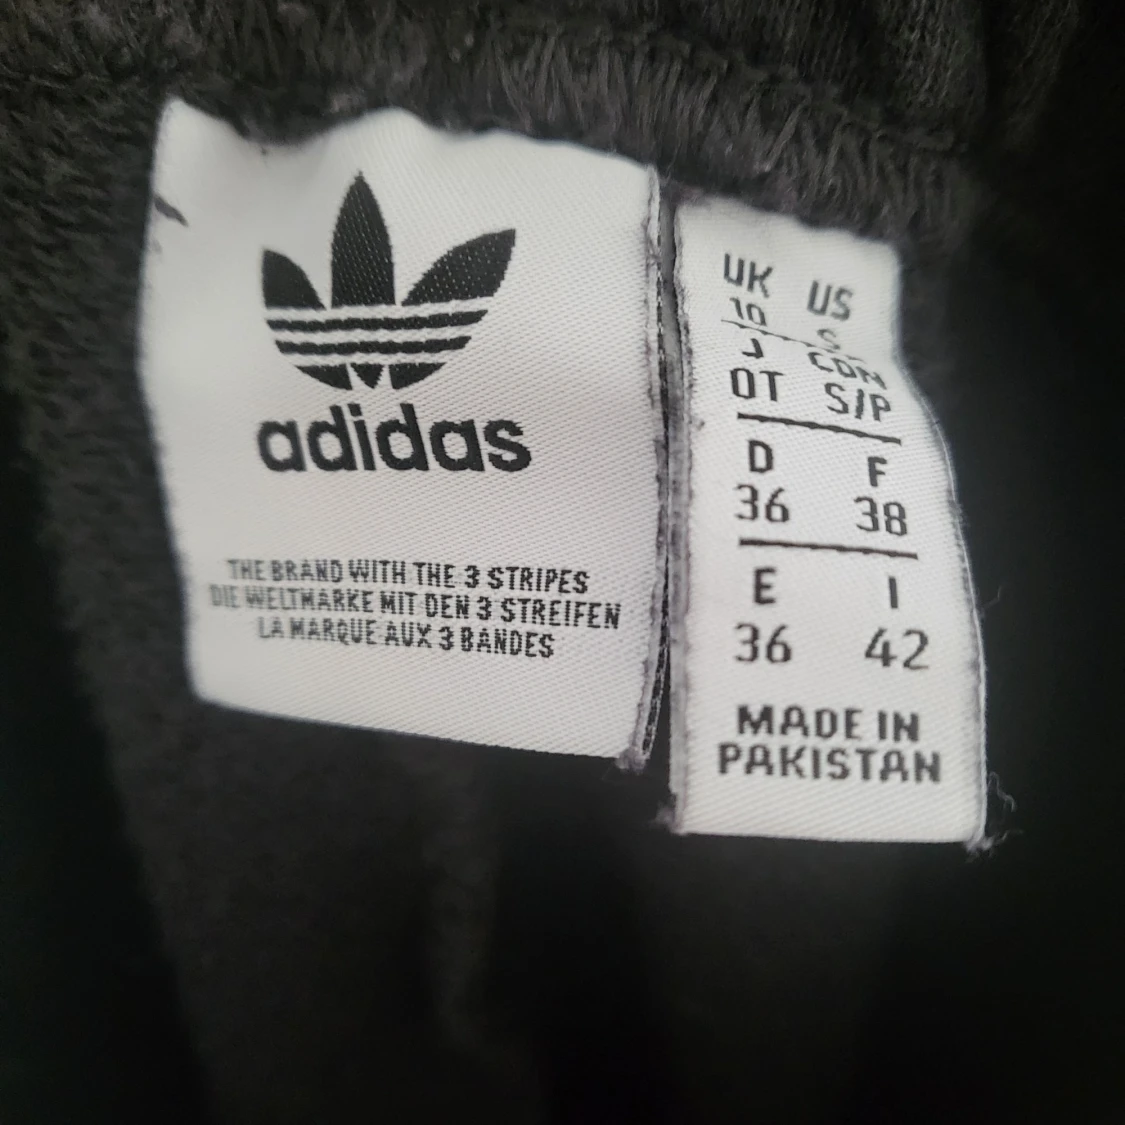 adidas
THE BRAND WITH THE 3 STRIPES
DIE WELTMARKE MIT DEN 3 STREIFEN
LA MARQUE AUX 3 BANDES
UK US
10 S
J CDN
OT S/P
D F
36 38
E I
36 42
MADE IN
PAKISTAN